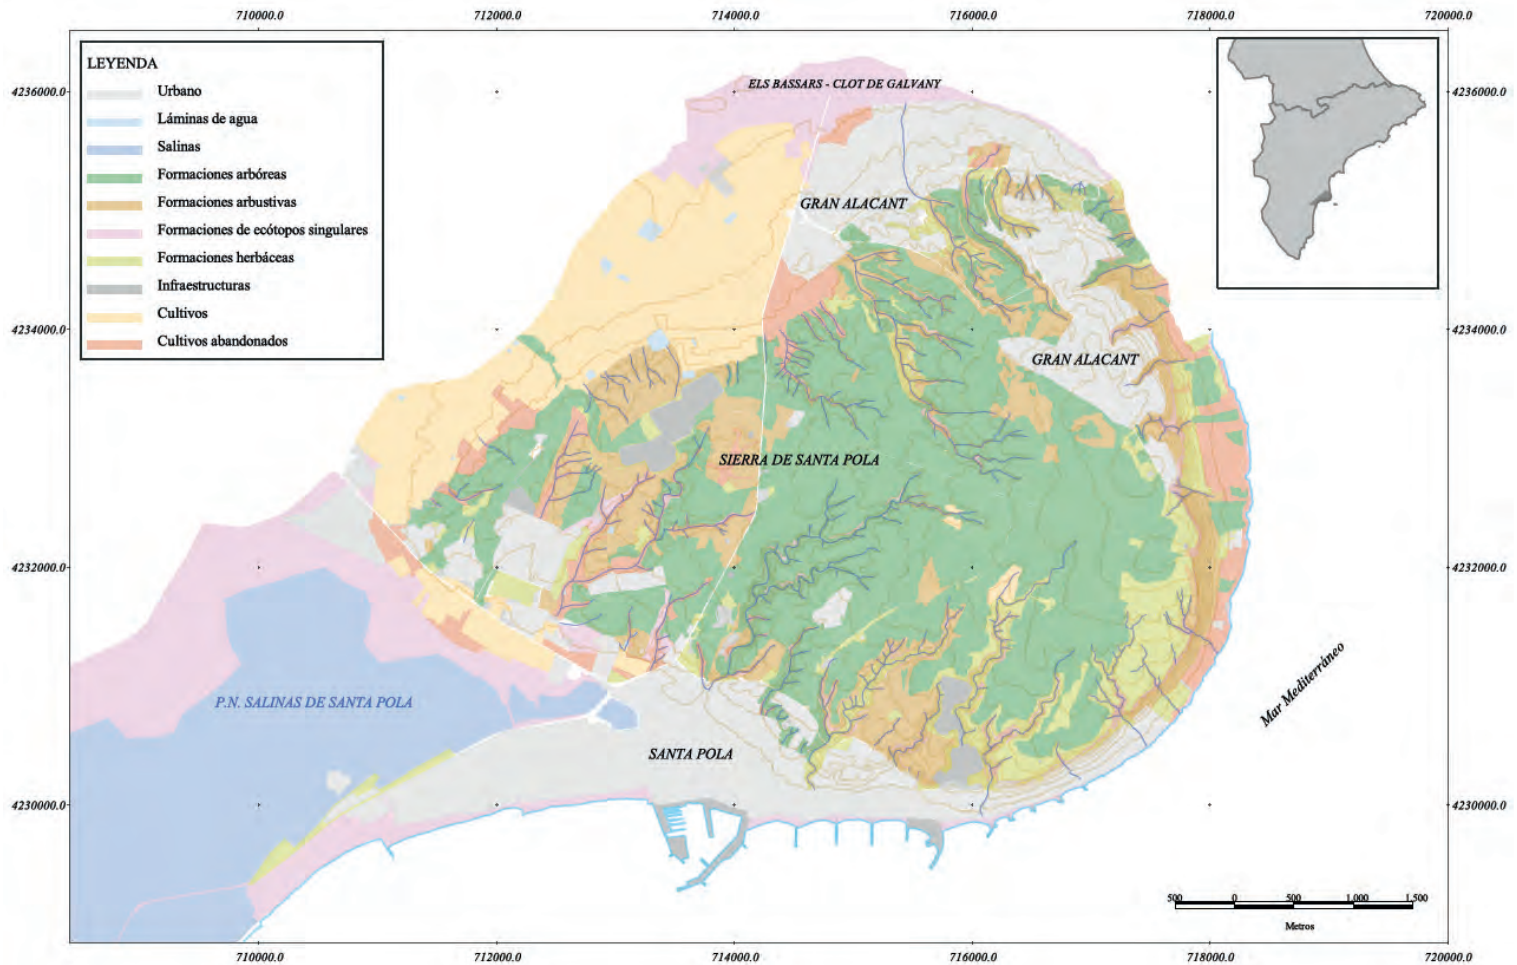 710000.0 712000.0 714000.0 716000.0 718000.0 720000.0
LEYENDA
Urbano
Láminas de agua
Salinas
Formaciones arbóreas
Formaciones arbustivas
Formaciones de ecótopos singulares
Formaciones herbáceas
Infraestructuras
Cultivos
Cultivos abandonados
ELS BASSARS - CLOT DE GALVANY
4236000.0 4236000.0
GRAN ALACANT
4234000.0 4234000.0
GRAN ALACANT
SIERRA DE SANTA POLA
4232000.0 4232000.0
Mar Mediterráneo
P.N. SALINAS DE SANTA POLA
SANTA POLA
4230000.0 4230000.0
500 0 500 1.000 1.500
Metros
710000.0 712000.0 714000.0 716000.0 718000.0 720000.0